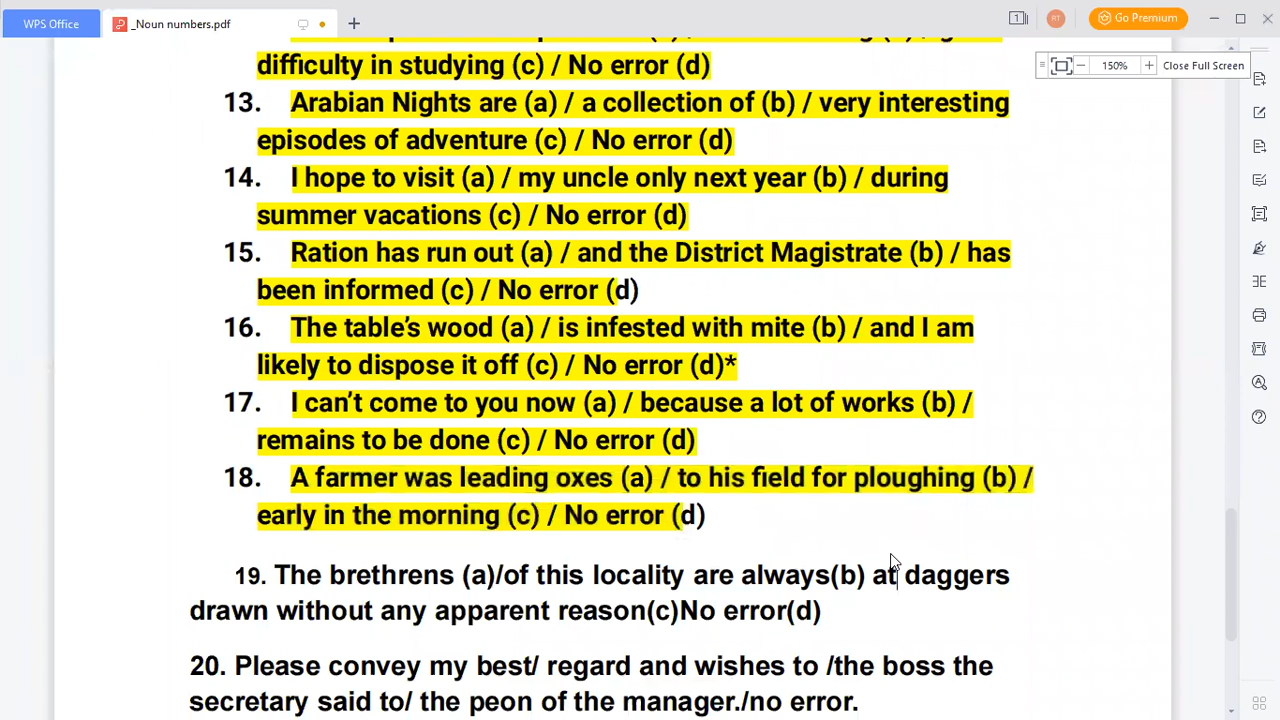 WPS Office
_Noun numbers.pdf
1
RT
Go Premium
150%
Close Full Screen
difficulty in studying (c) / No error (d)
13. Arabian Nights are (a) / a collection of (b) / very interesting
episodes of adventure (c) / No error (d)
14. I hope to visit (a) / my uncle only next year (b) / during
summer vacations (c) / No error (d)
15. Ration has run out (a) / and the District Magistrate (b) / has
been informed (c) / No error (d)
16. The table’s wood (a) / is infested with mite (b) / and I am
likely to dispose it off (c) / No error (d)*
17. I can’t come to you now (a) / because a lot of works (b) /
remains to be done (c) / No error (d)
18. A farmer was leading oxes (a) / to his field for ploughing (b) /
early in the morning (c) / No error (d)
19. The brethrens (a)/of this locality are always(b) at daggers
drawn without any apparent reason(c)No error(d)
20. Please convey my best/ regard and wishes to /the boss the
secretary said to/ the peon of the manager./no error.